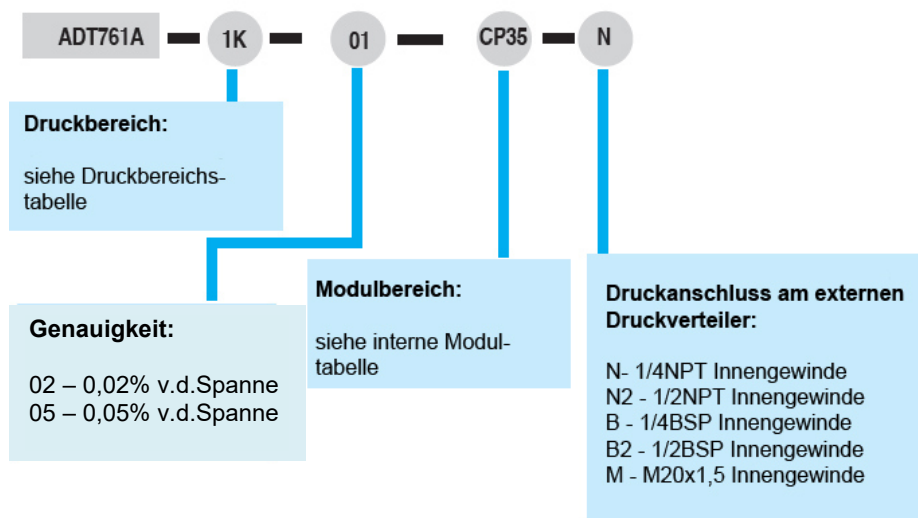 ADT761A 1K 01 CP35 N
Druckbereich:
siehe Druckbereichs-
tabelle
Genauigkeit:
02 – 0,02% v.d.Spanne
05 – 0,05% v.d.Spanne
Modulbereich:
siehe interne Modul-
tabelle
Druckanschluss am externen
Druckverteiler:
N- 1/4NPT Innengewinde
N2 - 1/2NPT Innengewinde
B - 1/4BSP Innengewinde
B2 - 1/2BSP Innengewinde
M - M20x1,5 Innengewinde